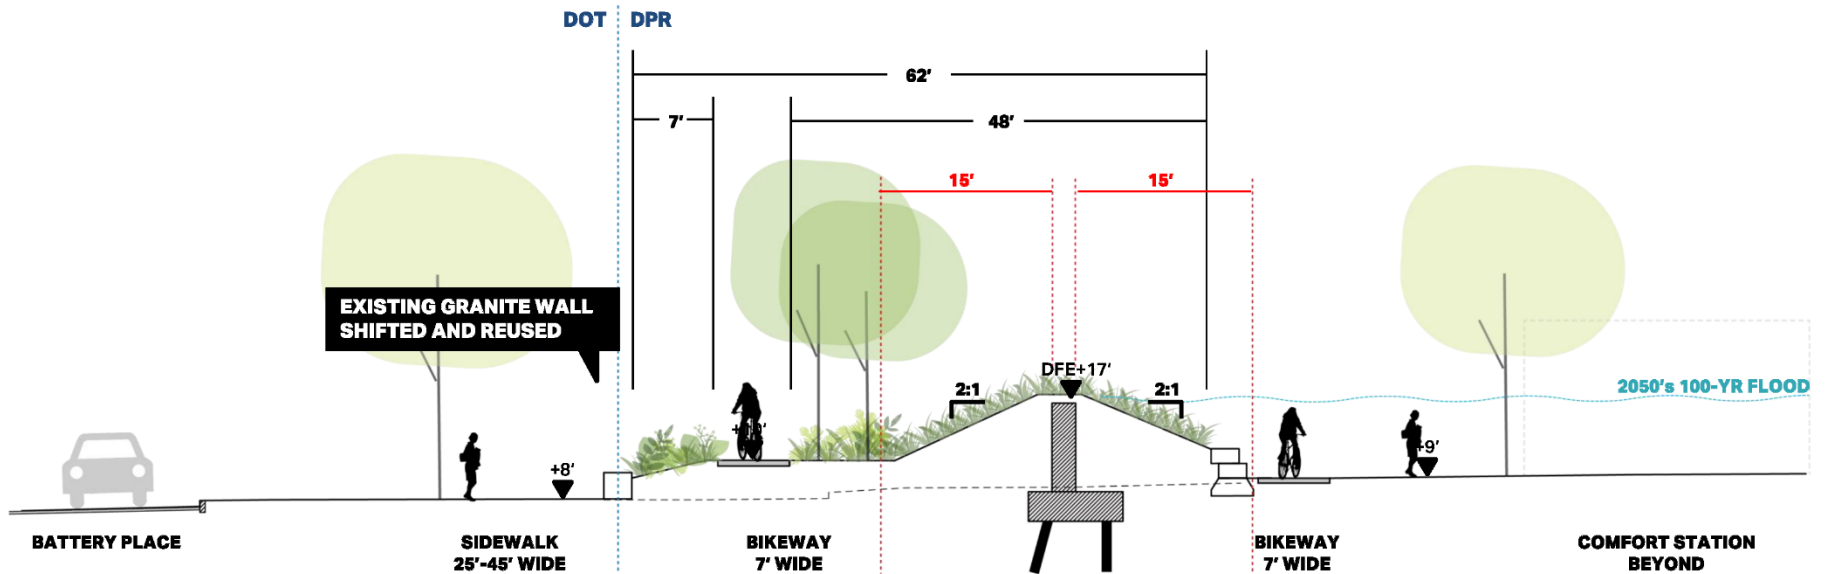 DOT DPR
62'
7' 48'
15' 15'
EXISTING GRANITE WALL
SHIFTED AND REUSED
DFE+17'
2:1 2:1
2050's 100-YR FLOOD
+8'
+9'
BATTERY PLACE
SIDEWALK
25'-45' WIDE
BIKEWAY
7' WIDE
BIKEWAY
7' WIDE
COMFORT STATION
BEYOND